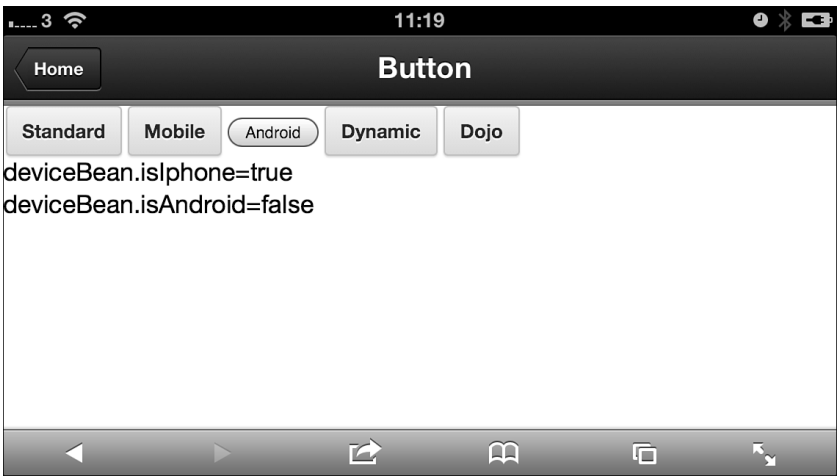 3 11:19
Home Button
Standard Mobile Android Dynamic Dojo
deviceBean.isIphone=true
deviceBean.isAndroid=false